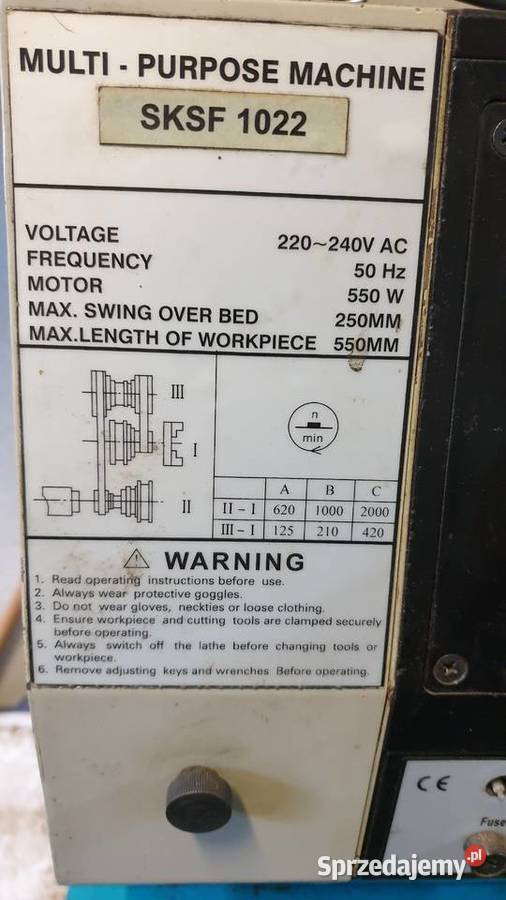 MULTI - PURPOSE MACHINE
SKSF 1022
VOLTAGE 220~240V AC
FREQUENCY 50 Hz
MOTOR 550 W
MAX. SWING OVER BED 250MM
MAX.LENGTH OF WORKPIECE 550MM
III
I
II
n
min
A B C
II - I 620 1000 2000
III - I 125 210 420
WARNING
1. Read operating instructions before use.
2. Always wear protective goggles.
3. Do not wear gloves, neckties or loose clothing.
4. Ensure workpiece and cutting tools are clamped securely
before operating.
5. Always switch off the lathe before changing tools or
workpiece.
6. Remove adjusting keys and wrenches Before operating.
CE
Fuse
Sprzedajemy.pl